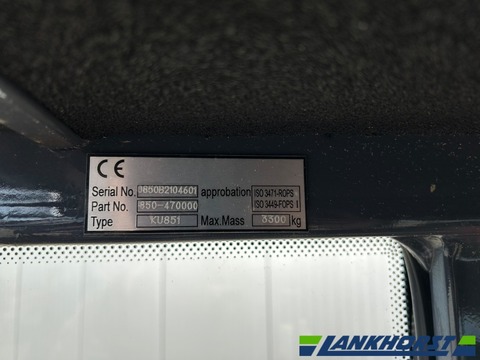 CE
Serial No. J850B2104601 approbation ISO 3471-ROPS
Part No. 850-470000 ISO 3449-FOPS I
Type KU851 Max.Mass 3300 kg
LANKHORST